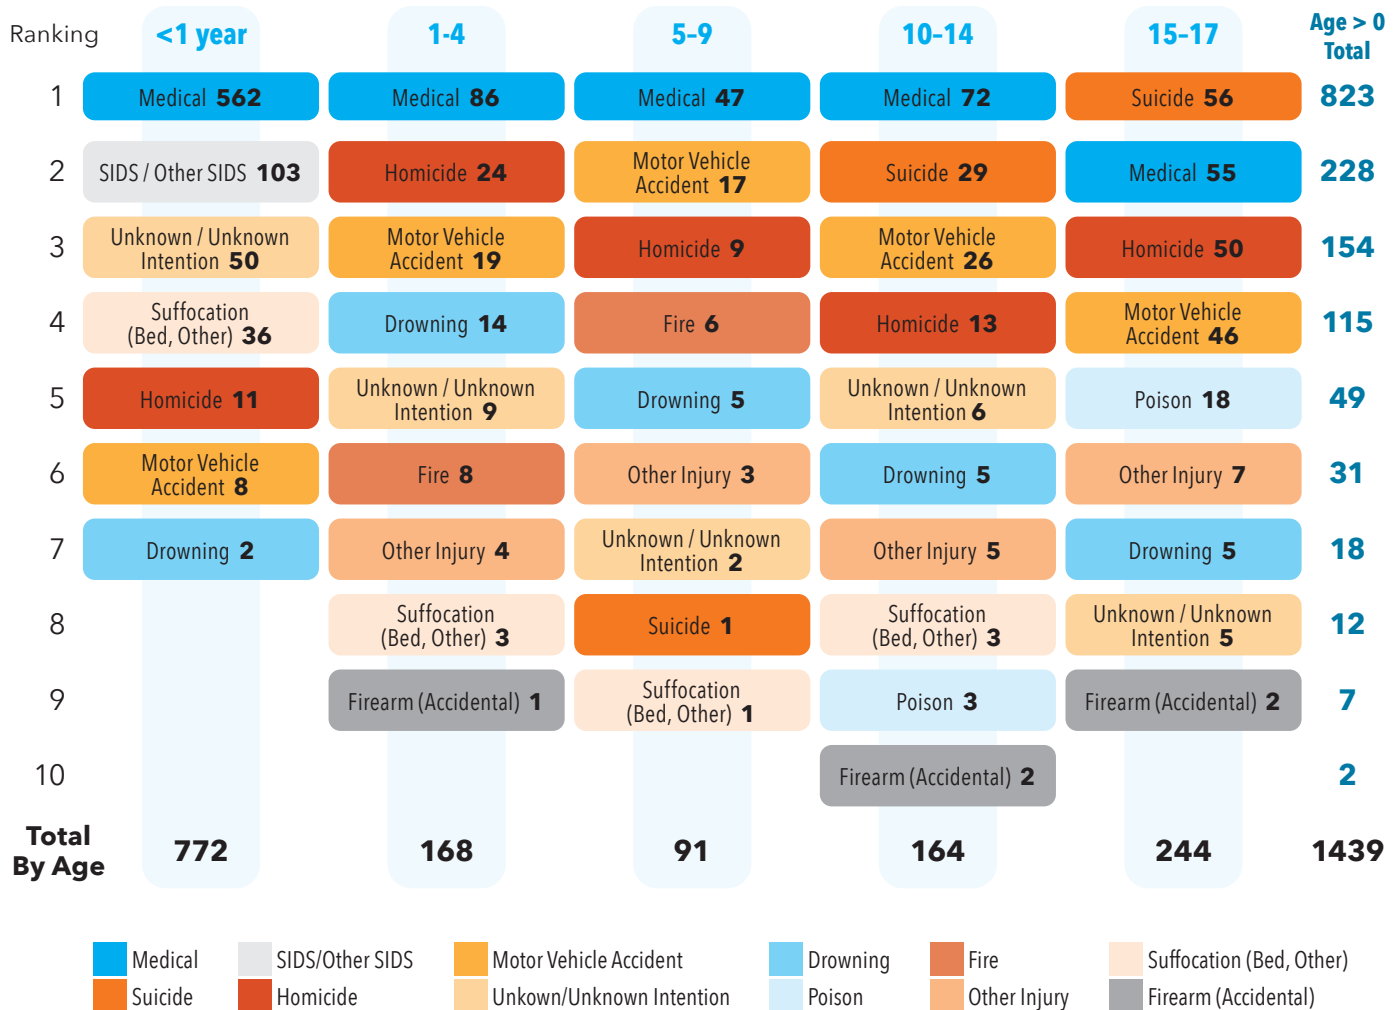 Ranking <1 year 1-4 5–9 10–14 15–17 Age > 0
Total
1 Medical 562 Medical 86 Medical 47 Medical 72 Suicide 56 823
2 SIDS / Other SIDS 103 Homicide 24 Motor Vehicle
Accident 17 Suicide 29 Medical 55 228
3 Unknown / Unknown
Intention 50 Motor Vehicle
Accident 19 Homicide 9 Motor Vehicle
Accident 26 Homicide 50 154
4 Suffocation
(Bed, Other) 36 Drowning 14 Fire 6 Homicide 13 Motor Vehicle
Accident 46 115
5 Homicide 11 Unknown / Unknown
Intention 9 Drowning 5 Unknown / Unknown
Intention 6 Poison 18 49
6 Motor Vehicle
Accident 8 Fire 8 Other Injury 3 Drowning 5 Other Injury 7 31
7 Drowning 2 Other Injury 4 Unknown / Unknown
Intention 2 Other Injury 5 Drowning 5 18
8 Suffocation
(Bed, Other) 3 Suicide 1 Suffocation
(Bed, Other) 3 Unknown / Unknown
Intention 5 12
9 Firearm (Accidental) 1 Suffocation
(Bed, Other) 1 Poison 3 Firearm (Accidental) 2 7
10 Firearm (Accidental) 2 2
Total
By Age 772 168 91 164 244 1439
Medical SIDS/Other SIDS Motor Vehicle Accident Drowning Fire Suffocation (Bed, Other)
Suicide Homicide Unkown/Unknown Intention Poison Other Injury Firearm (Accidental)